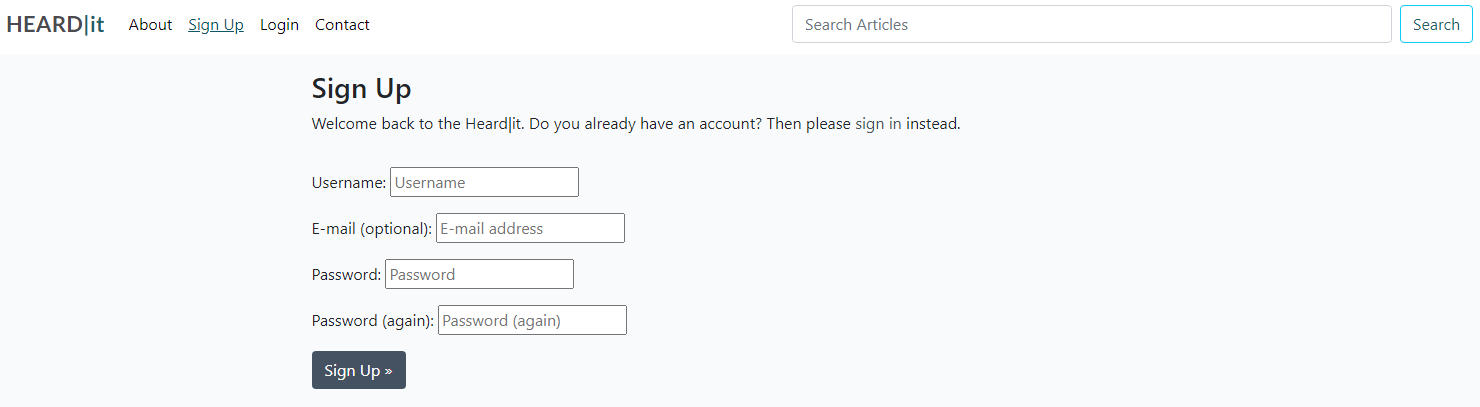 HEARD|it About Sign Up Login Contact Search Articles Search
Sign Up
Welcome back to the Heard|it. Do you already have an account? Then please sign in instead.
Username: Username
E-mail (optional): E-mail address
Password: Password
Password (again): Password (again)
Sign Up »